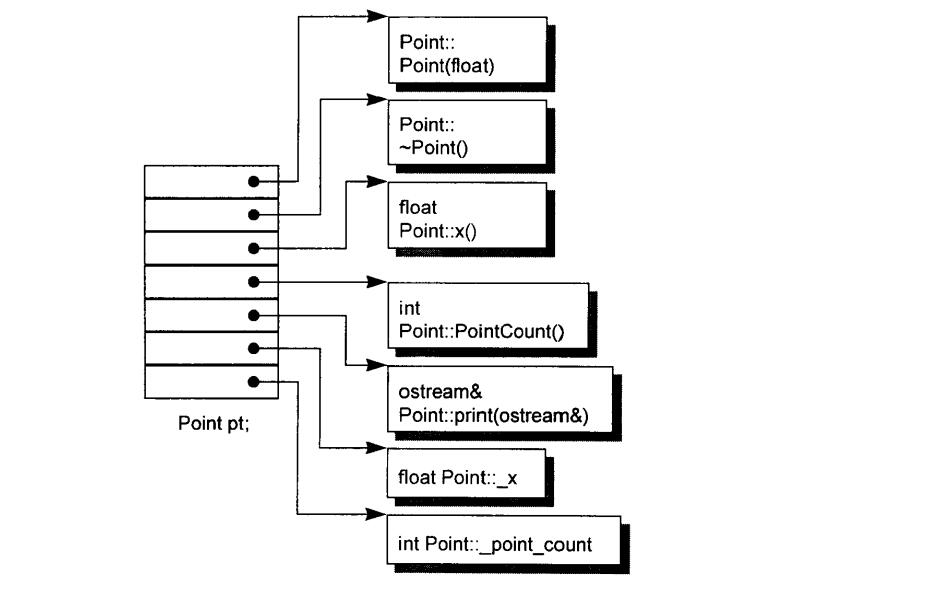 Point::
Point(float)
Point::
~Point()
float
Point::x()
int
Point::PointCount()
ostream&
Point::print(ostream&)
Point pt;
float Point::_x
int Point::_point_count